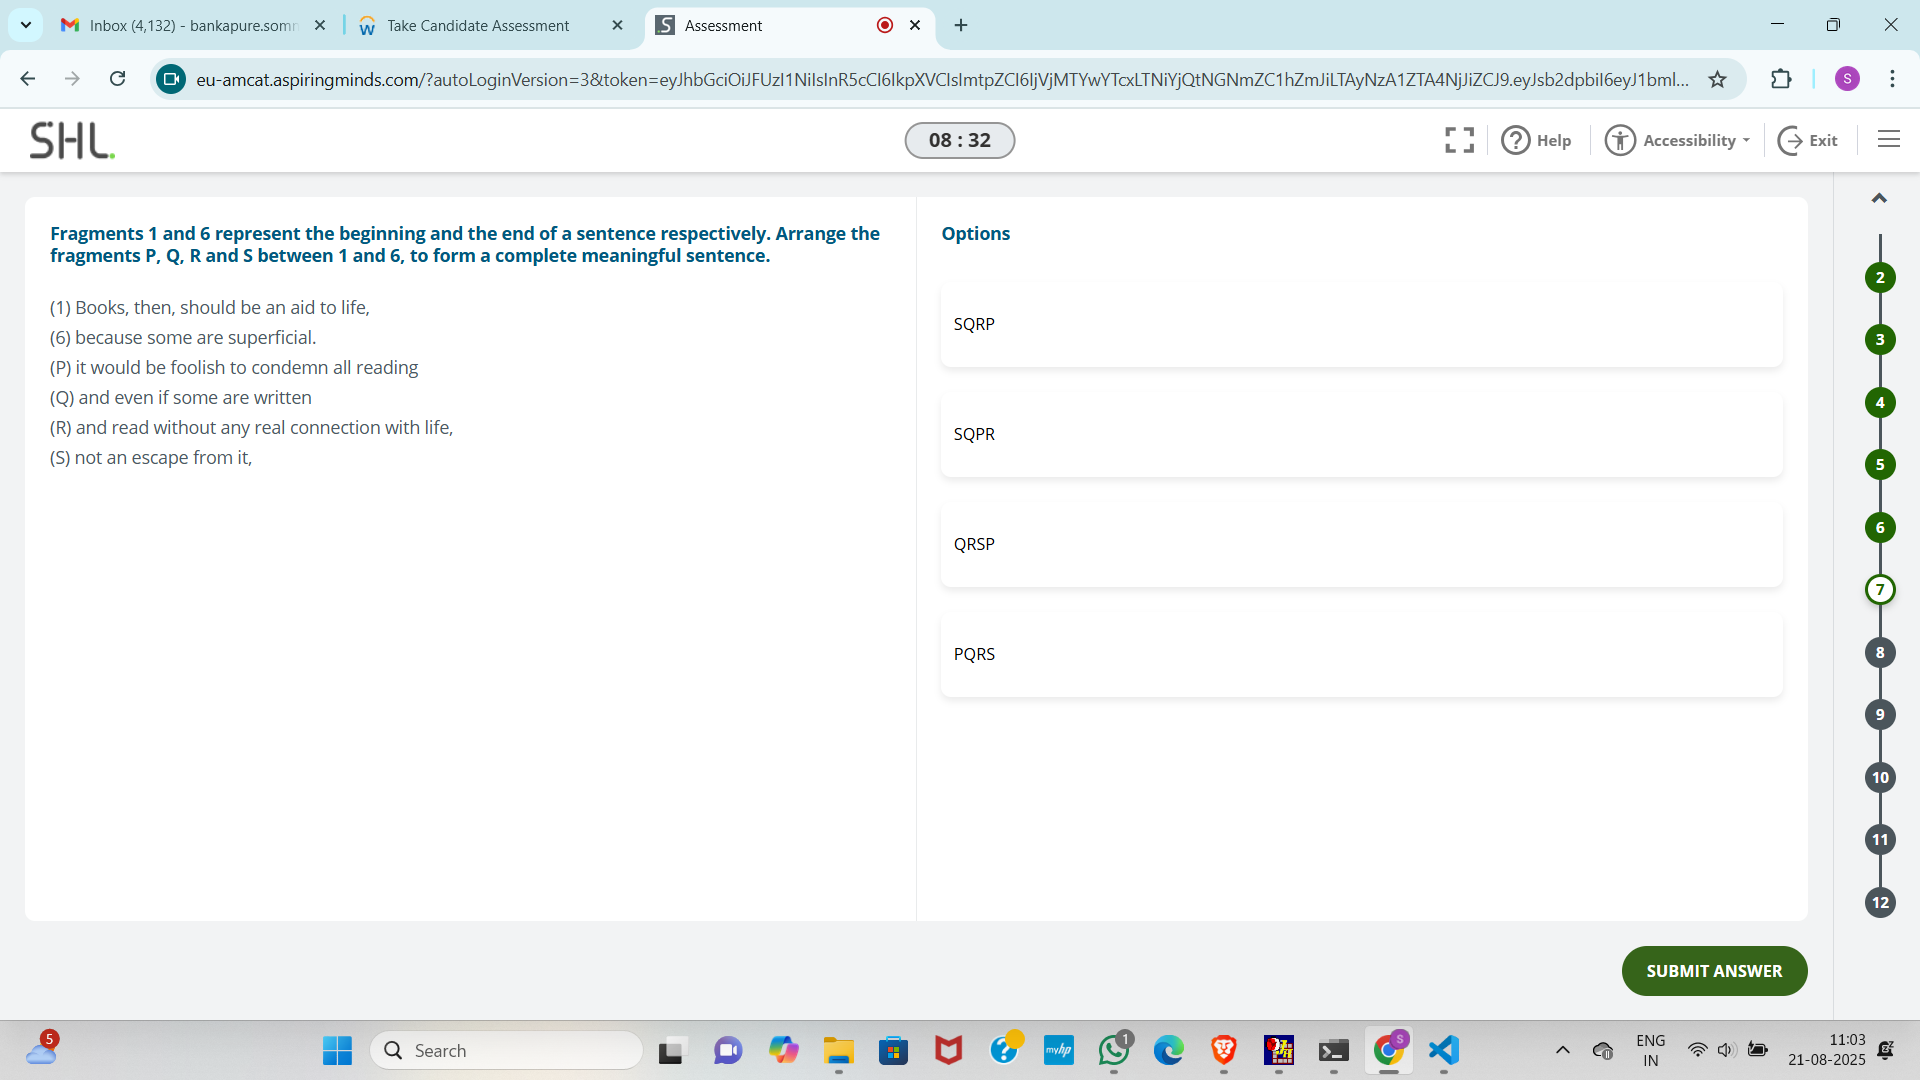 Inbox (4,132) - bankapure.somn
Take Candidate Assessment
Assessment
eu-amcat.aspiringminds.com/?autoLoginVersion=3&token=eyJhbGciOiJFUzI1NiIsInR5cCI6IkpXVCIsImtpZCI6IjVjMTYwYTcxLTNiYjQtNGNmZC1hZmJiLTAyNzA1ZTA4NjJiZCJ9.eyJsb2dpbiI6eyJ1bml...
S
SHL.
08 : 32
Help
Accessibility
Exit
Fragments 1 and 6 represent the beginning and the end of a sentence respectively. Arrange the
fragments P, Q, R and S between 1 and 6, to form a complete meaningful sentence.
(1) Books, then, should be an aid to life,
(6) because some are superficial.
(P) it would be foolish to condemn all reading
(Q) and even if some are written
(R) and read without any real connection with life,
(S) not an escape from it,
Options
SQRP
SQPR
QRSP
PQRS
2
3
4
5
6
7
8
9
10
11
12
SUBMIT ANSWER
5
Search
myhp
1
S
ENG
IN
11:03
21-08-2025